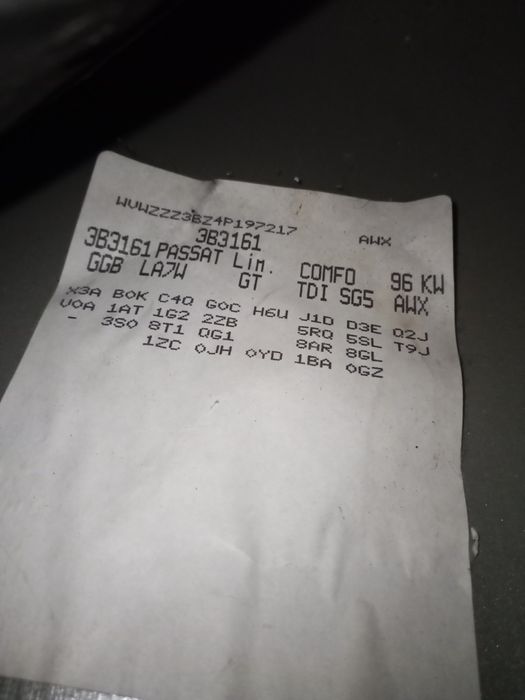 WVWZZZ3BZ4P197217 AWX
3B3161
3B3161 PASSAT Lim. COMFO 96 KW
GGB LA7W GT TDI SG5 AWX
X3A B0K C4Q G0C H6U J1D D3E Q2J
U0A 1AT 1G2 2ZB 5RQ 5SL T9J
- 3S0 8T1 QG1 8AR 8GL
1ZC 0JH 0YD 1BA 0GZ